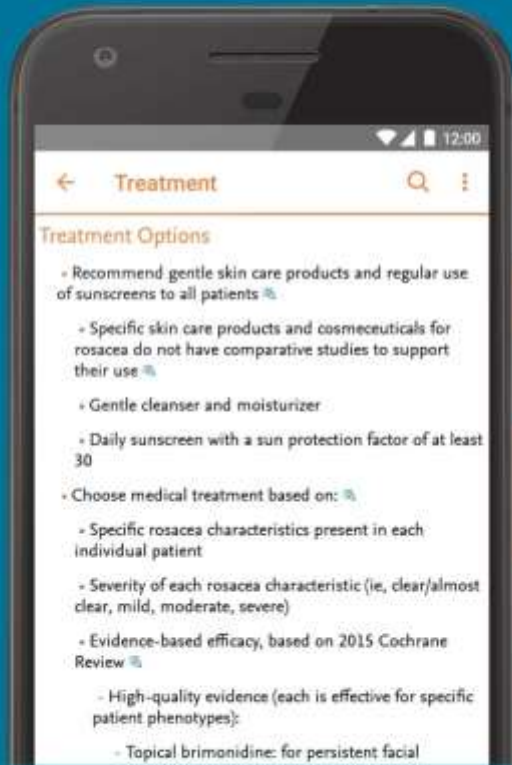 12:00
Treatment
Treatment Options
- Recommend gentle skin care products and regular use
of sunscreens to all patients
- Specific skin care products and cosmeceuticals for
rosacea do not have comparative studies to support
their use
- Gentle cleanser and moisturizer
- Daily sunscreen with a sun protection factor of at least
30
- Choose medical treatment based on:
- Specific rosacea characteristics present in each
individual patient
- Severity of each rosacea characteristic (ie, clear/almost
clear, mild, moderate, severe)
- Evidence-based efficacy, based on 2015 Cochrane
Review
- High-quality evidence (each is effective for specific
patient phenotypes):
- Topical brimonidine: for persistent facial